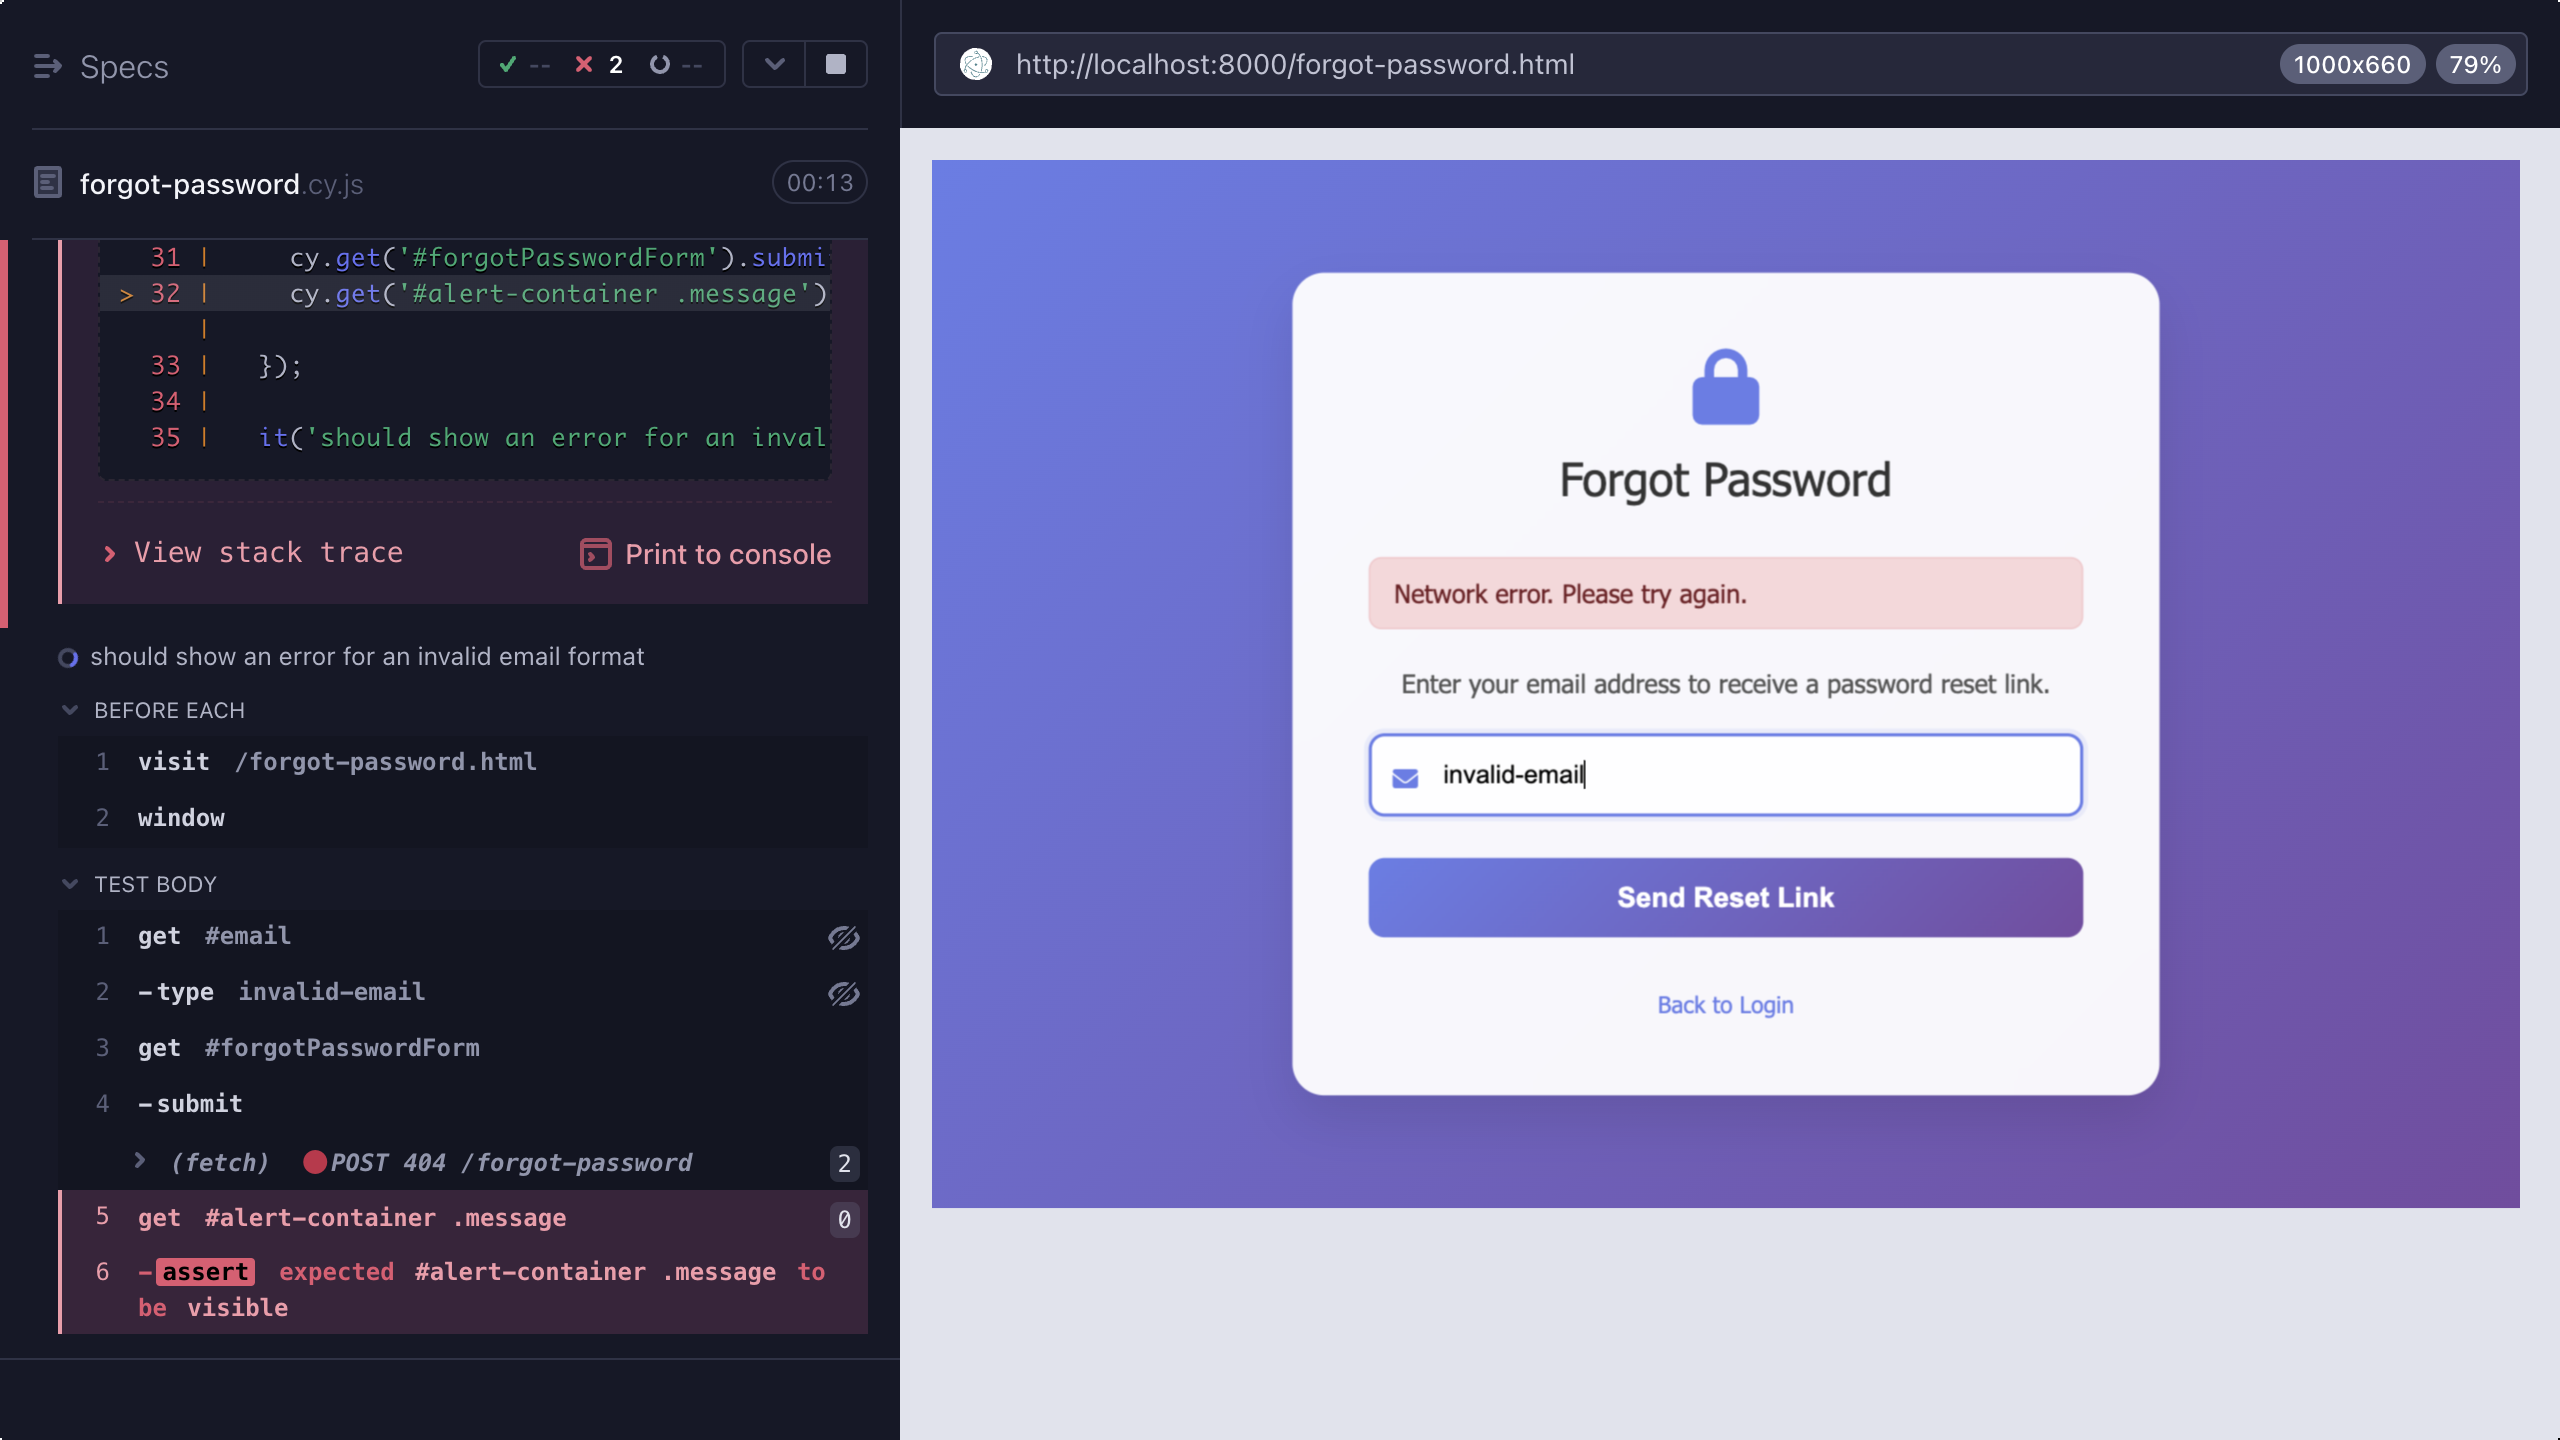 Specs
-- 2 --
forgot-password.cy.js
00:13
31 | cy.get('#forgotPasswordForm').submi
> 32 | cy.get('#alert-container .message')
|
33 | });
34 |
35 | it('should show an error for an inval
View stack trace
Print to console
should show an error for an invalid email format
BEFORE EACH
1 visit /forgot-password.html
2 window
TEST BODY
1 get #email
2 -type invalid-email
3 get #forgotPasswordForm
4 -submit
(fetch) POST 404 /forgot-password 2
5 get #alert-container .message 0
6 -assert expected #alert-container .message to
be visible
http://localhost:8000/forgot-password.html
1000x660
79%
Forgot Password
Network error. Please try again.
Enter your email address to receive a password reset link.
invalid-email
Send Reset Link
Back to Login